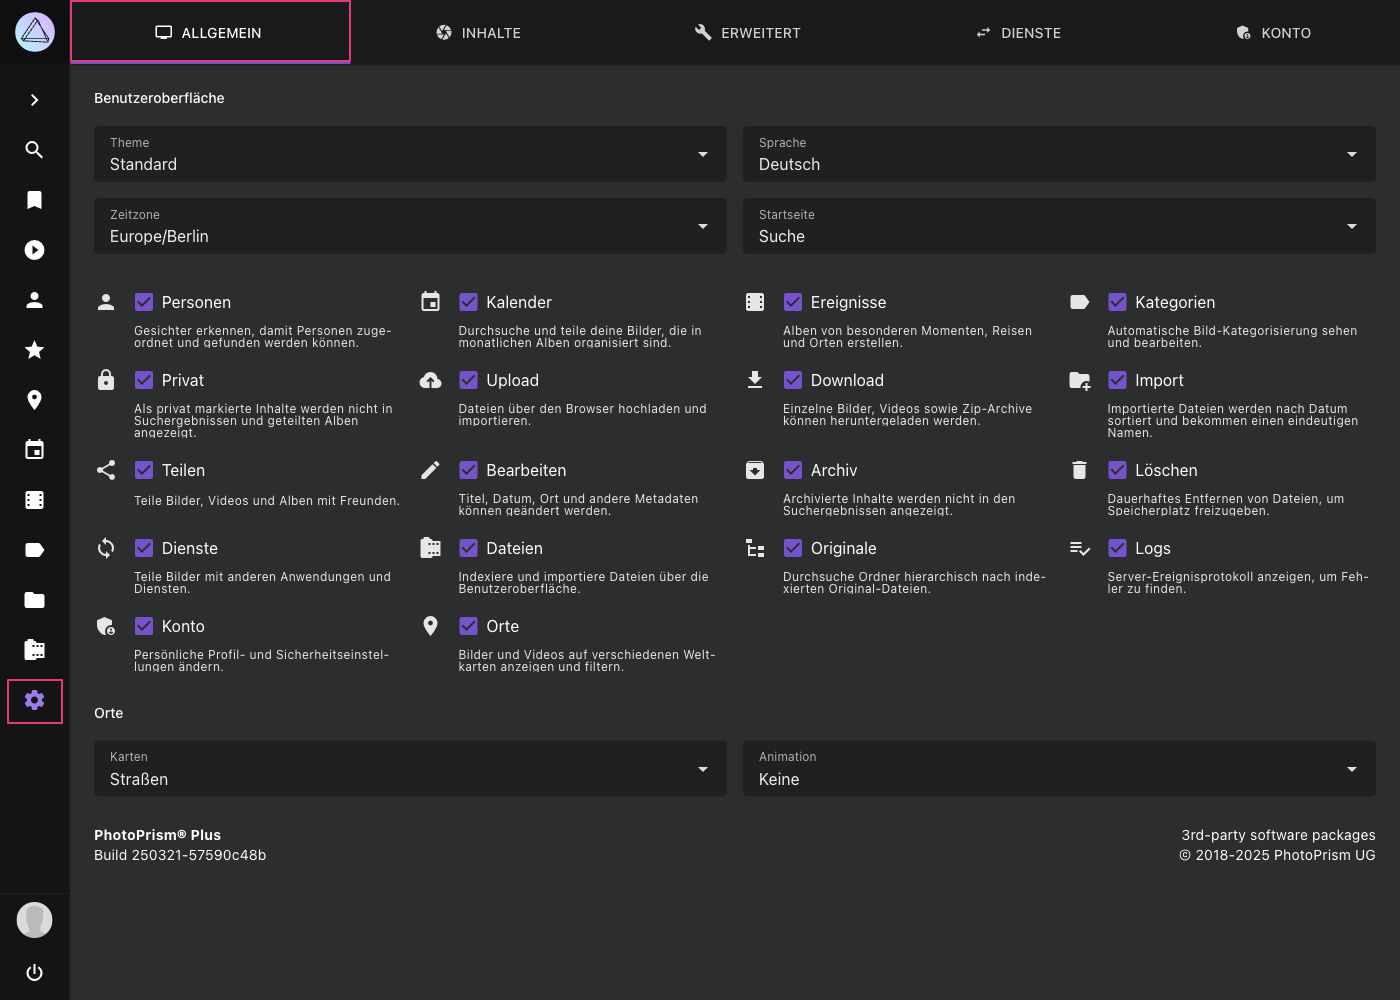 ALLGEMEIN
INHALTE
ERWEITERT
DIENSTE
KONTO
Benutzeroberfläche
Theme
Standard
Sprache
Deutsch
Zeitzone
Europe/Berlin
Startseite
Suche
Personen
Gesichter erkennen, damit Personen zuge-
ordnet und gefunden werden können.
Kalender
Durchsuche und teile deine Bilder, die in
monatlichen Alben organisiert sind.
Ereignisse
Alben von besonderen Momenten, Reisen
und Orten erstellen.
Kategorien
Automatische Bild-Kategorisierung sehen
und bearbeiten.
Privat
Als privat markierte Inhalte werden nicht in
Suchergebnissen und geteilten Alben
angezeigt.
Upload
Dateien über den Browser hochladen und
importieren.
Download
Einzelne Bilder, Videos sowie Zip-Archive
können heruntergeladen werden.
Import
Importierte Dateien werden nach Datum
sortiert und bekommen einen eindeutigen
Namen.
Teilen
Teile Bilder, Videos und Alben mit Freunden.
Bearbeiten
Titel, Datum, Ort und andere Metadaten
können geändert werden.
Archiv
Archivierte Inhalte werden nicht in den
Suchergebnissen angezeigt.
Löschen
Dauerhaftes Entfernen von Dateien, um
Speicherplatz freizugeben.
Dienste
Teile Bilder mit anderen Anwendungen und
Diensten.
Dateien
Indexiere und importiere Dateien über die
Benutzeroberfläche.
Originale
Durchsuche Ordner hierarchisch nach inde-
xierten Original-Dateien.
Logs
Server-Ereignisprotokoll anzeigen, um Feh-
ler zu finden.
Konto
Persönliche Profil- und Sicherheitseinstel-
lungen ändern.
Orte
Bilder und Videos auf verschiedenen Welt-
karten anzeigen und filtern.
Orte
Karten
Straßen
Animation
Keine
PhotoPrism® Plus
Build 250321-57590c48b
3rd-party software packages
© 2018-2025 PhotoPrism UG